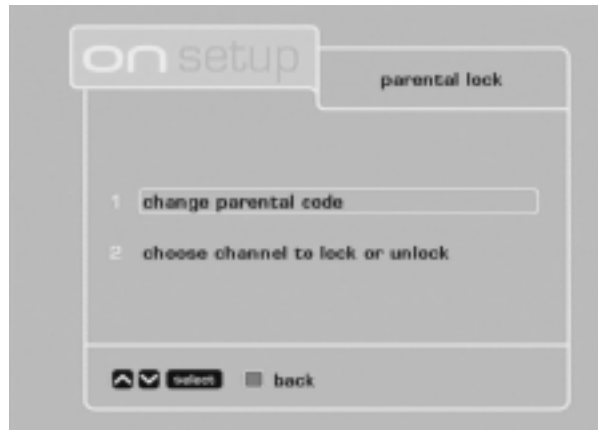 on setup
parental lock
1 change parental code
2 choose channel to lock or unlock
select back